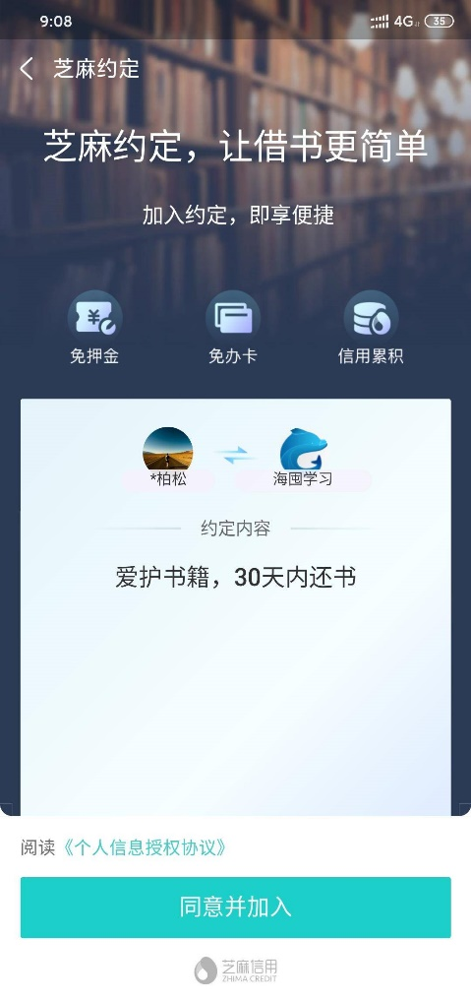 9:08
4G
35
芝麻约定
芝麻约定，让借书更简单
加入约定，即享便捷
免押金
免办卡
信用累积
*柏松
海囤学习
约定内容
爱护书籍，30天内还书
阅读《个人信息授权协议》
同意并加入
芝麻信用
ZHIMA CREDIT